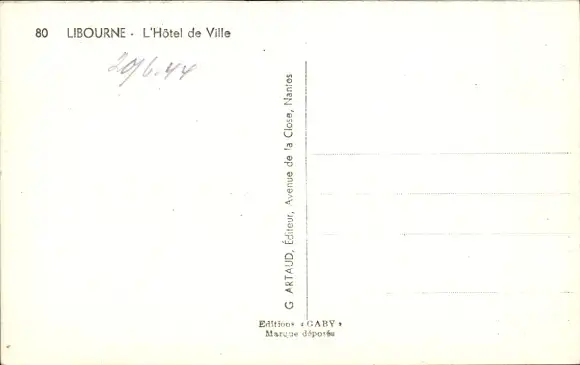 80 LIBOURNE - L'Hôtel de Ville
20/6.44
G ARTAUD, Éditeur, Avenue de la Close, Nantes
Editions « GABY »
Marque déposée